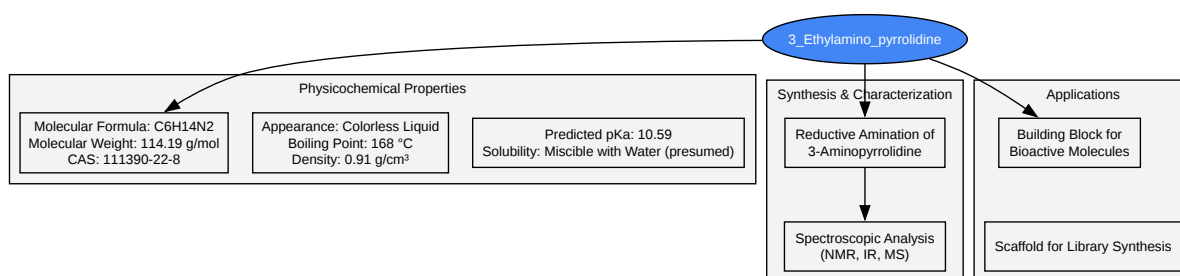 3_Ethylamino_pyrrolidine
Physicochemical Properties
Molecular Formula: C6H14N2
Molecular Weight: 114.19 g/mol
CAS: 111390-22-8
Appearance: Colorless Liquid
Boiling Point: 168 °C
Density: 0.91 g/cm³
Predicted pKa: 10.59
Solubility: Miscible with Water (presumed)
Synthesis & Characterization
Reductive Amination of
3-Aminopyrrolidine
Spectroscopic Analysis
(NMR, IR, MS)
Applications
Building Block for
Bioactive Molecules
Scaffold for Library Synthesis